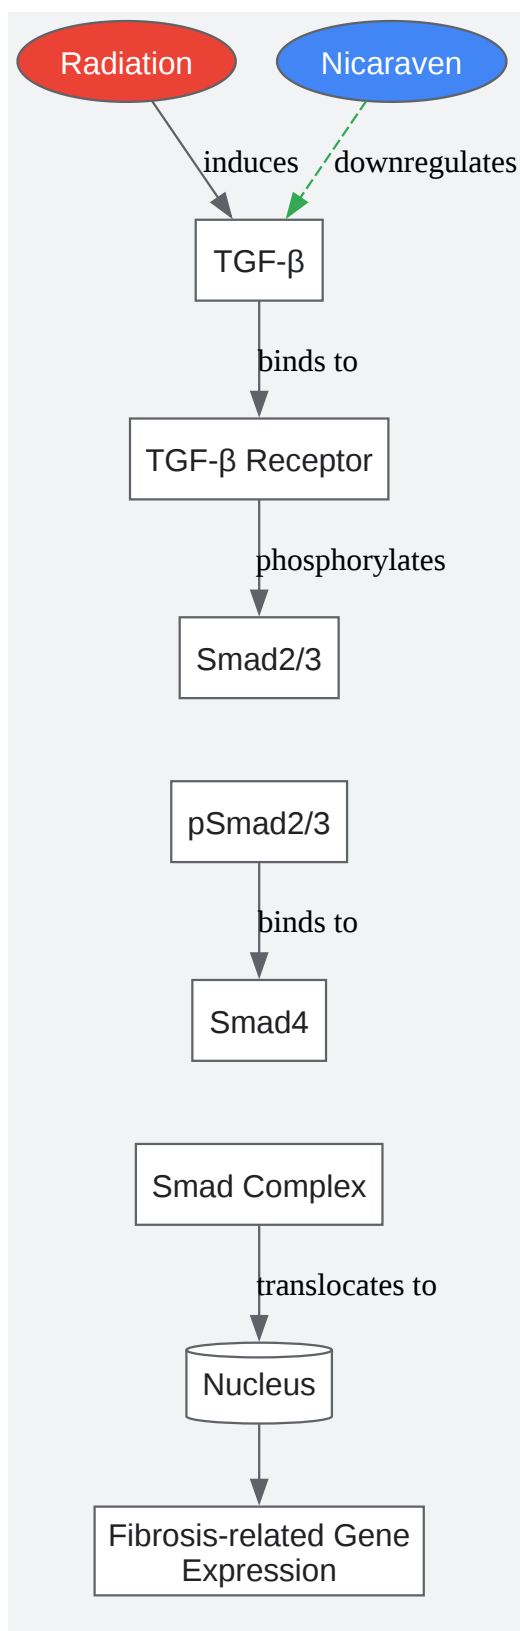 Radiation
Nicaraven
induces
downregulates
TGF-β
binds to
TGF-β Receptor
phosphorylates
Smad2/3
pSmad2/3
binds to
Smad4
Smad Complex
translocates to
Nucleus
Fibrosis-related Gene
Expression